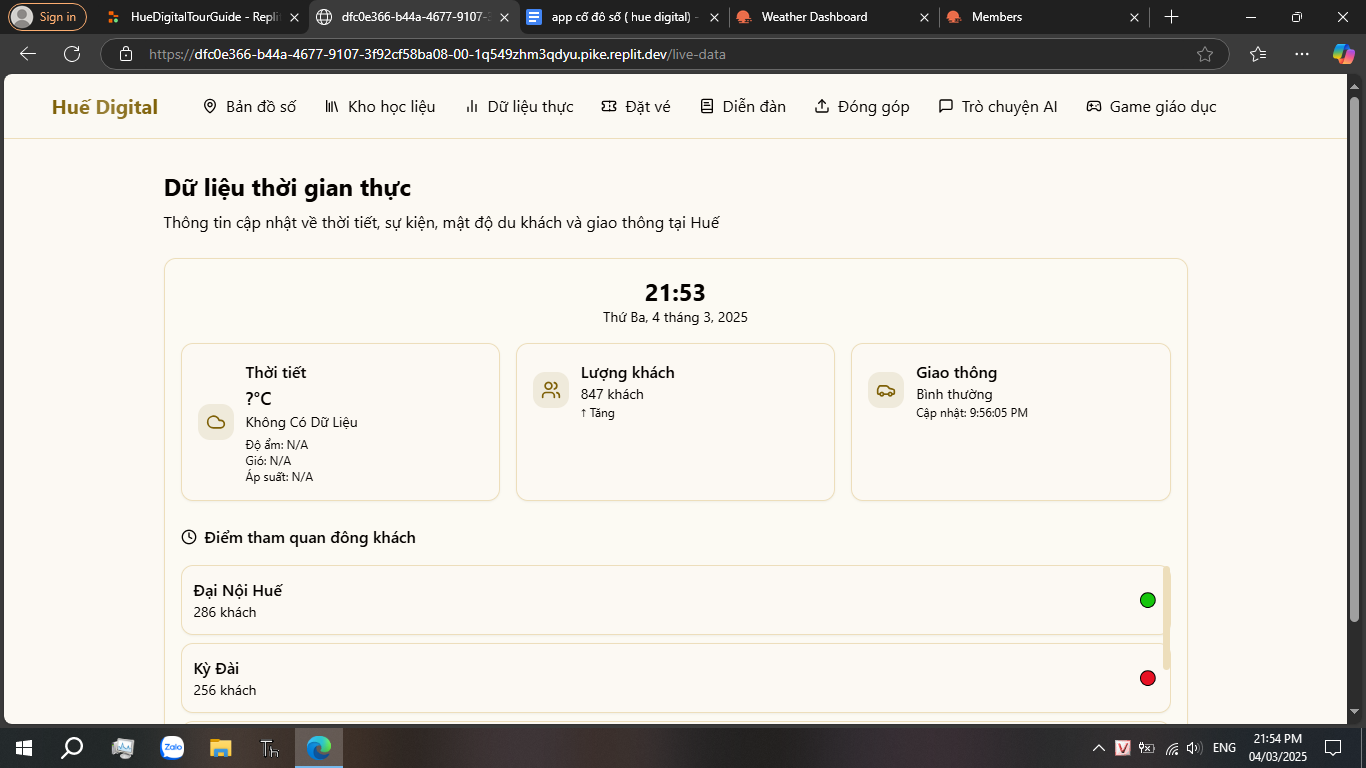 Sign in
HueDigitalTourGuide - Repli
dfc0e366-b44a-4677-9107-3
app cố đô số ( hue digital) -
Weather Dashboard
Members
https://dfc0e366-b44a-4677-9107-3f92cf58ba08-00-1q549zhm3qdyu.pike.replit.dev/live-data
Huế Digital
Bản đồ số
Kho học liệu
Dữ liệu thực
Đặt vé
Diễn đàn
Đóng góp
Trò chuyện AI
Game giáo dục
Dữ liệu thời gian thực
Thông tin cập nhật về thời tiết, sự kiện, mật độ du khách và giao thông tại Huế
21:53
Thứ Ba, 4 tháng 3, 2025
Thời tiết
?°C
Không Có Dữ Liệu
Độ ẩm: N/A
Gió: N/A
Áp suất: N/A
Lượng khách
847 khách
↑ Tăng
Giao thông
Bình thường
Cập nhật: 9:56:05 PM
Điểm tham quan đông khách
Đại Nội Huế
286 khách
Kỳ Đài
256 khách
Zalo
Th
V
ENG
21:54 PM
04/03/2025